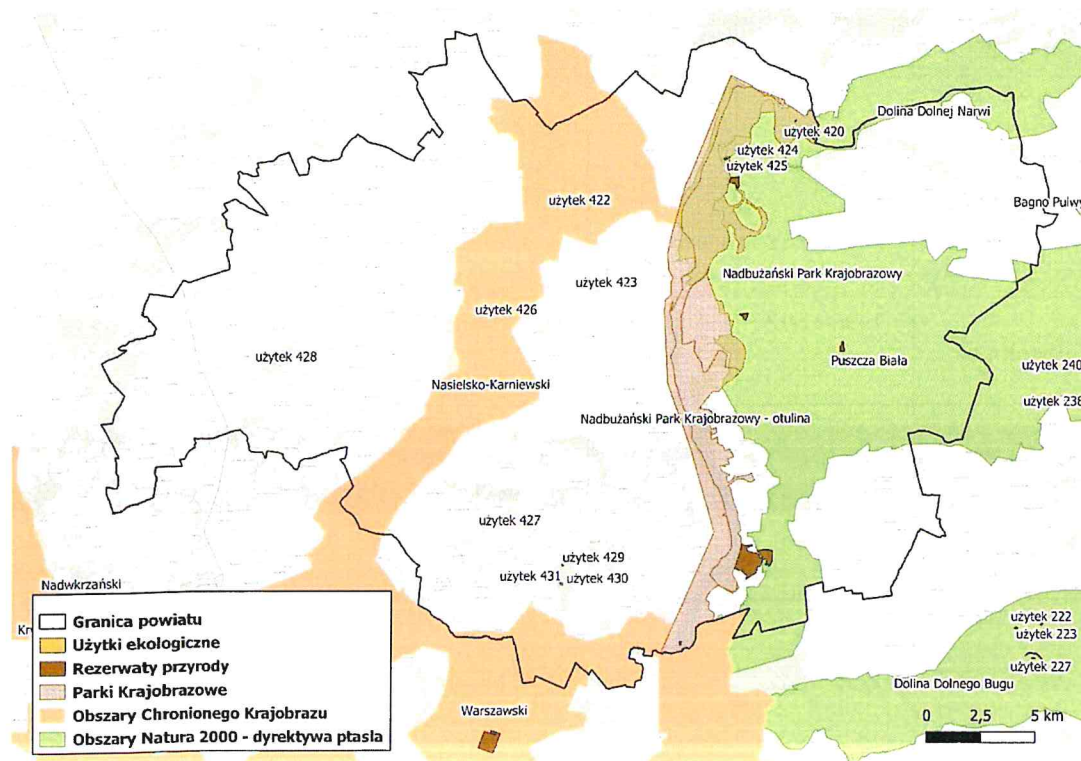 Dolina Dolnej Narwi
użytek 420
użytek 424
użytek 425
użytek 422
Bagno Pulwy
Nadbużański Park Krajobrazowy
użytek 423
użytek 426
użytek 428
Puszcza Biała
użytek 240
Nasielsko-Karniewski
użytek 238
Nadbużański Park Krajobrazowy - otulina
użytek 427
użytek 429
użytek 431
użytek 430
Nadwkrzański
Kry
Granica powiatu
Użytki ekologiczne
Rezerwaty przyrody
Parki Krajobrazowe
Obszary Chronionego Krajobrazu
Obszary Natura 2000 - dyrektywa ptasia
użytek 222
użytek 223
użytek 227
Dolina Dolnego Bugu
Warszawski
0 2,5 5 km